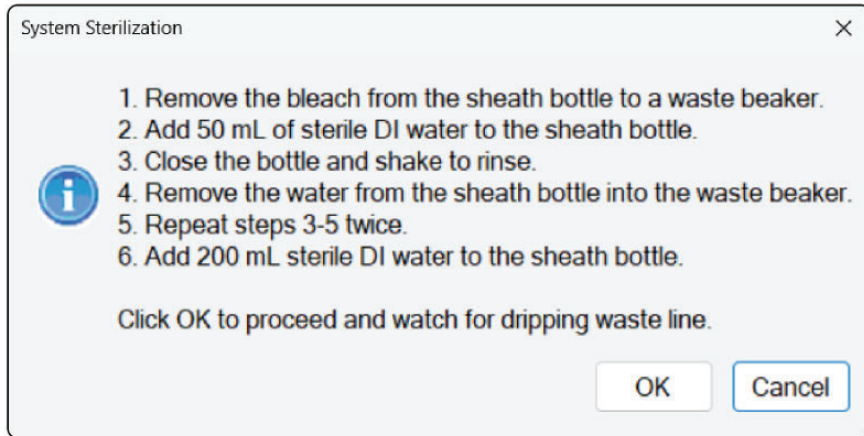 System Sterilization
1. Remove the bleach from the sheath bottle to a waste beaker.
2. Add 50 mL of sterile DI water to the sheath bottle.
3. Close the bottle and shake to rinse.
4. Remove the water from the sheath bottle into the waste beaker.
5. Repeat steps 3-5 twice.
6. Add 200 mL sterile DI water to the sheath bottle.
Click OK to proceed and watch for dripping waste line.
OK Cancel